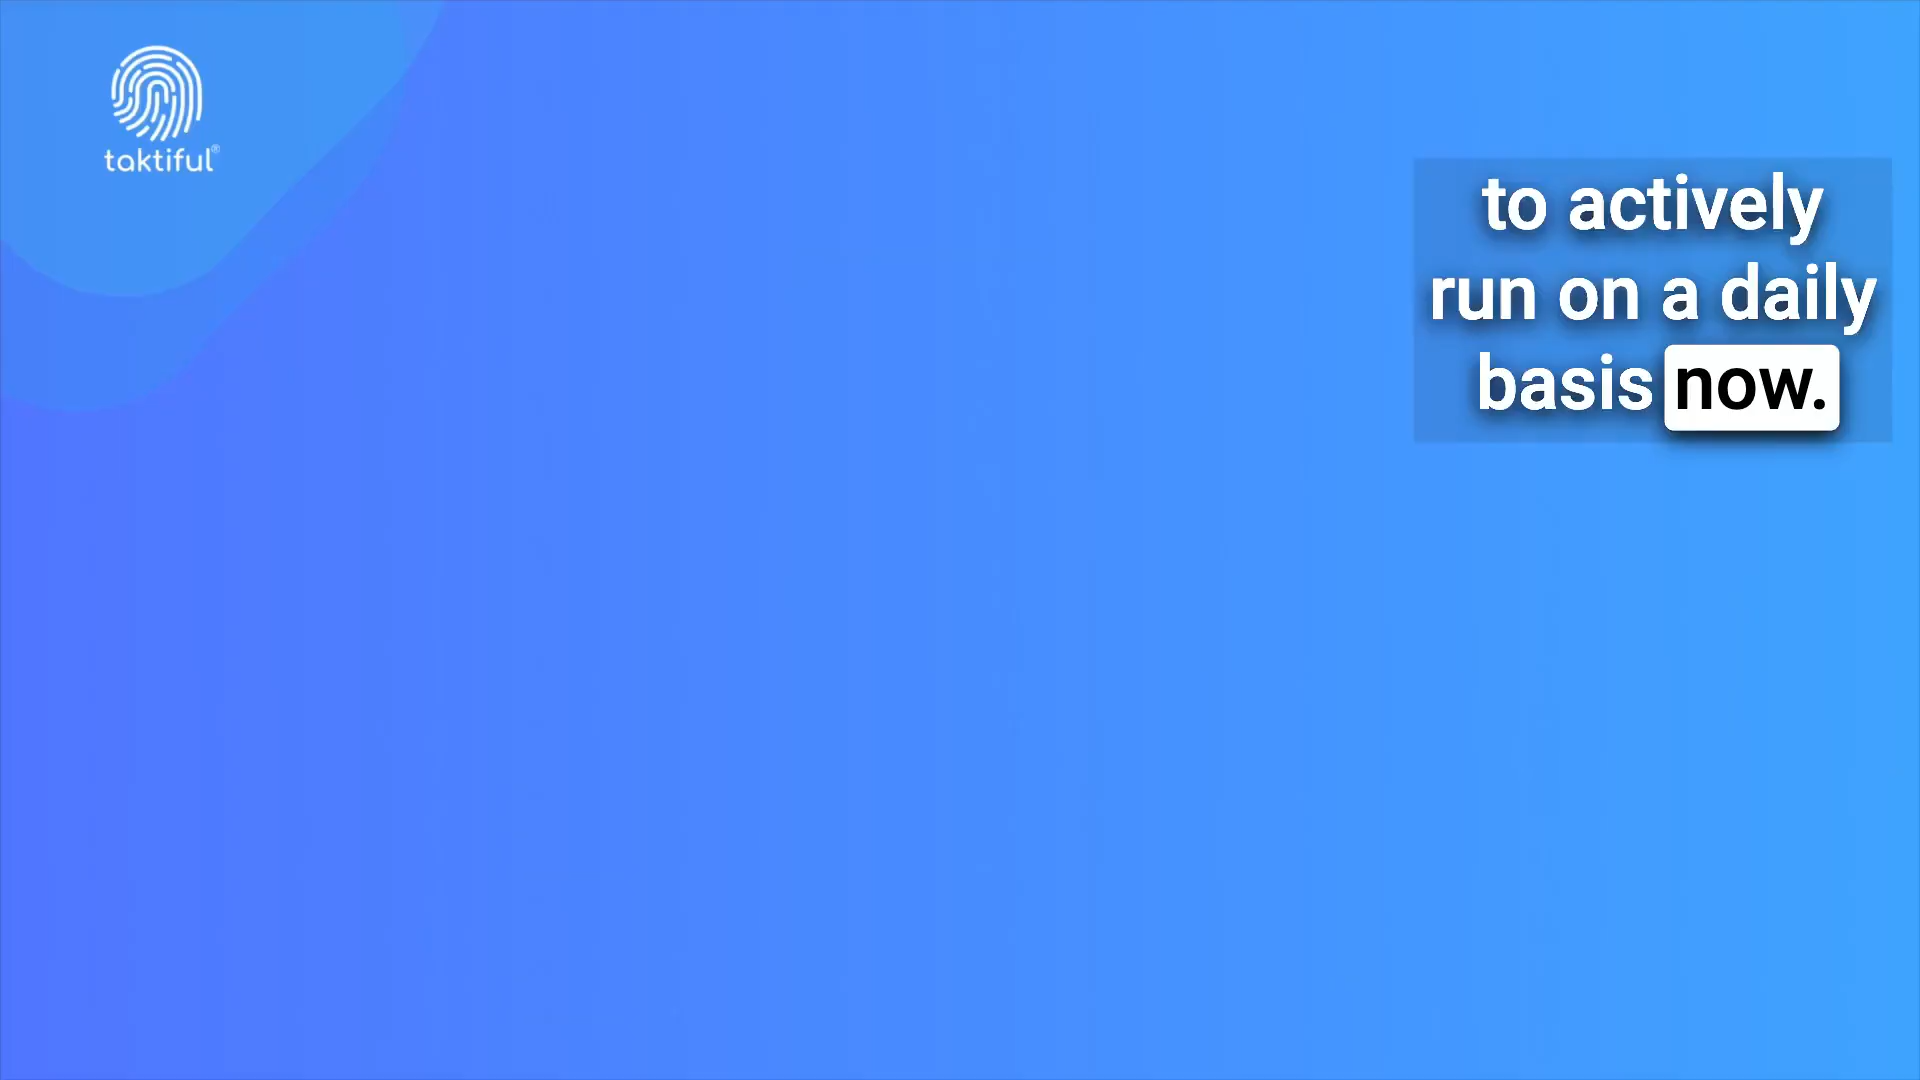 taktiful®
to actively
run on a daily
basis now.